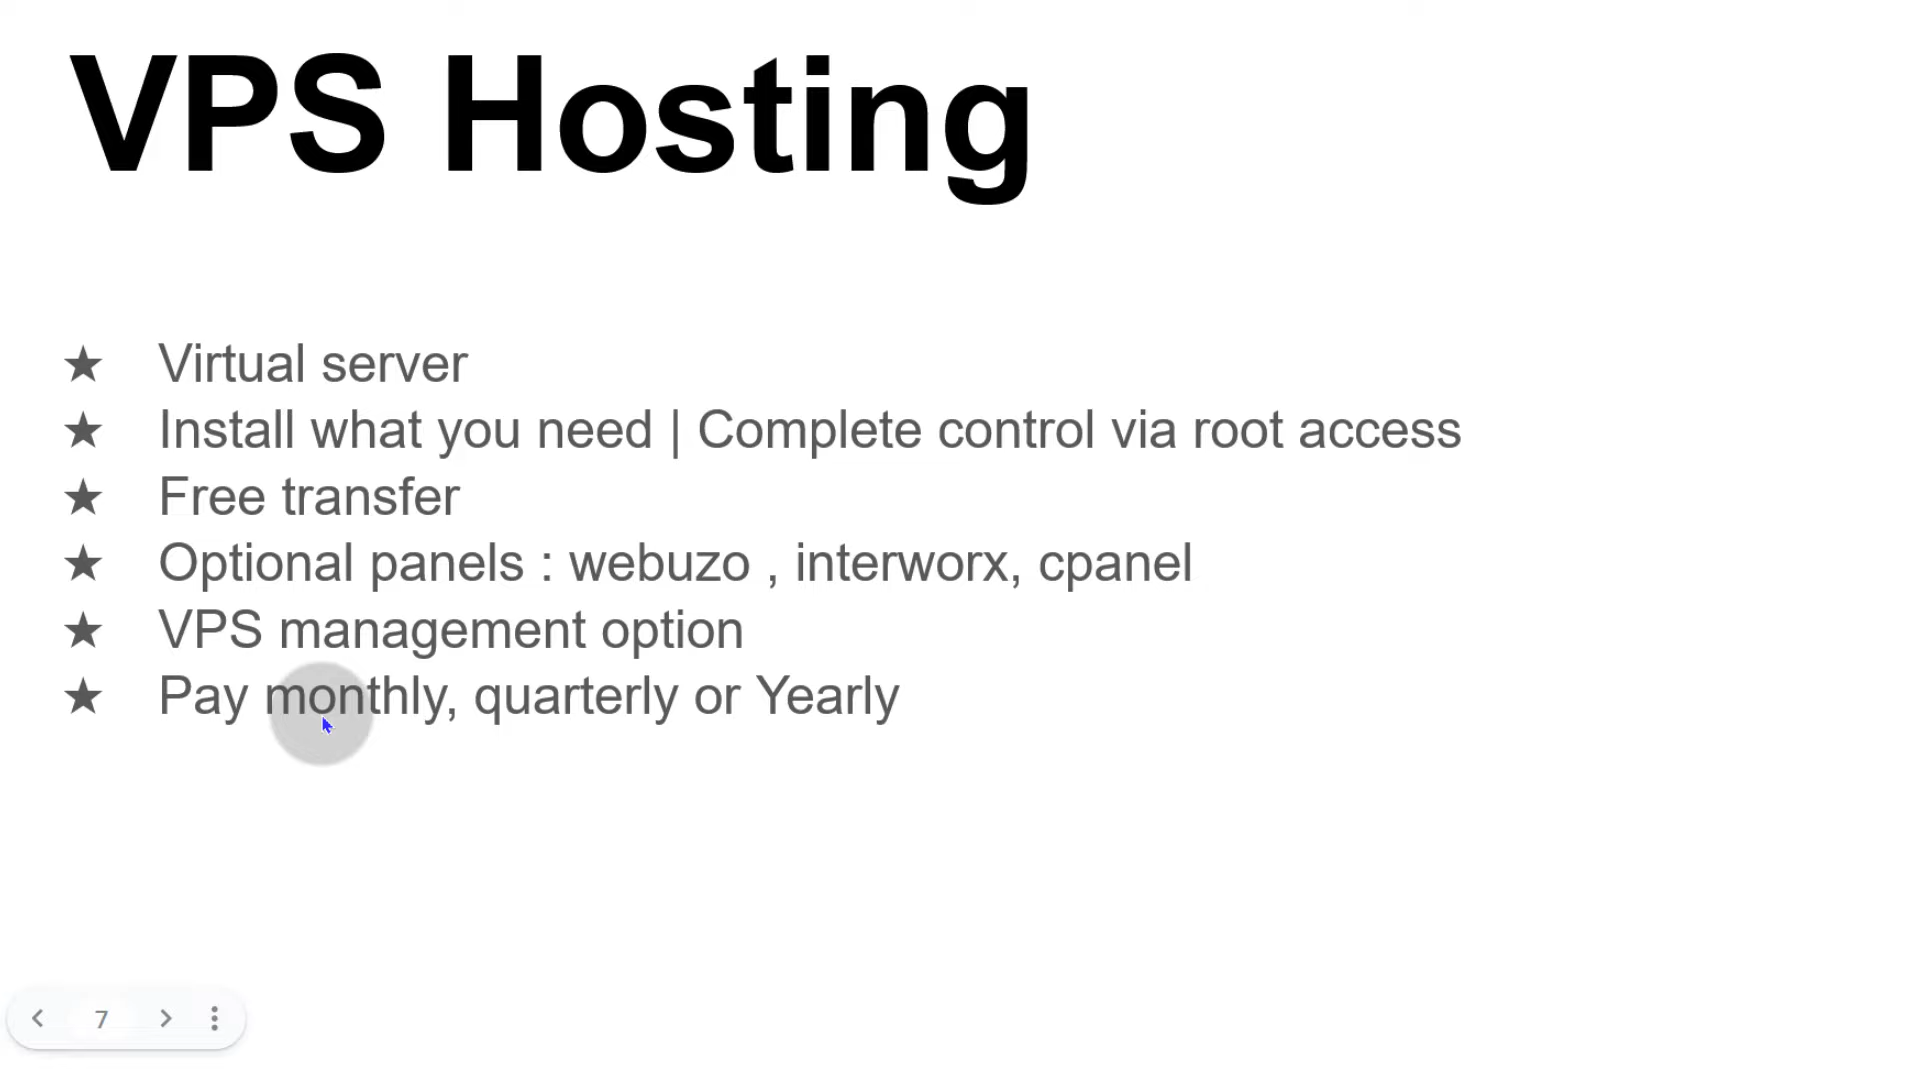 VPS Hosting
★ Virtual server
★ Install what you need | Complete control via root access
★ Free transfer
★ Optional panels : webuzo , interworx, cpanel
★ VPS management option
★ Pay monthly, quarterly or Yearly
7